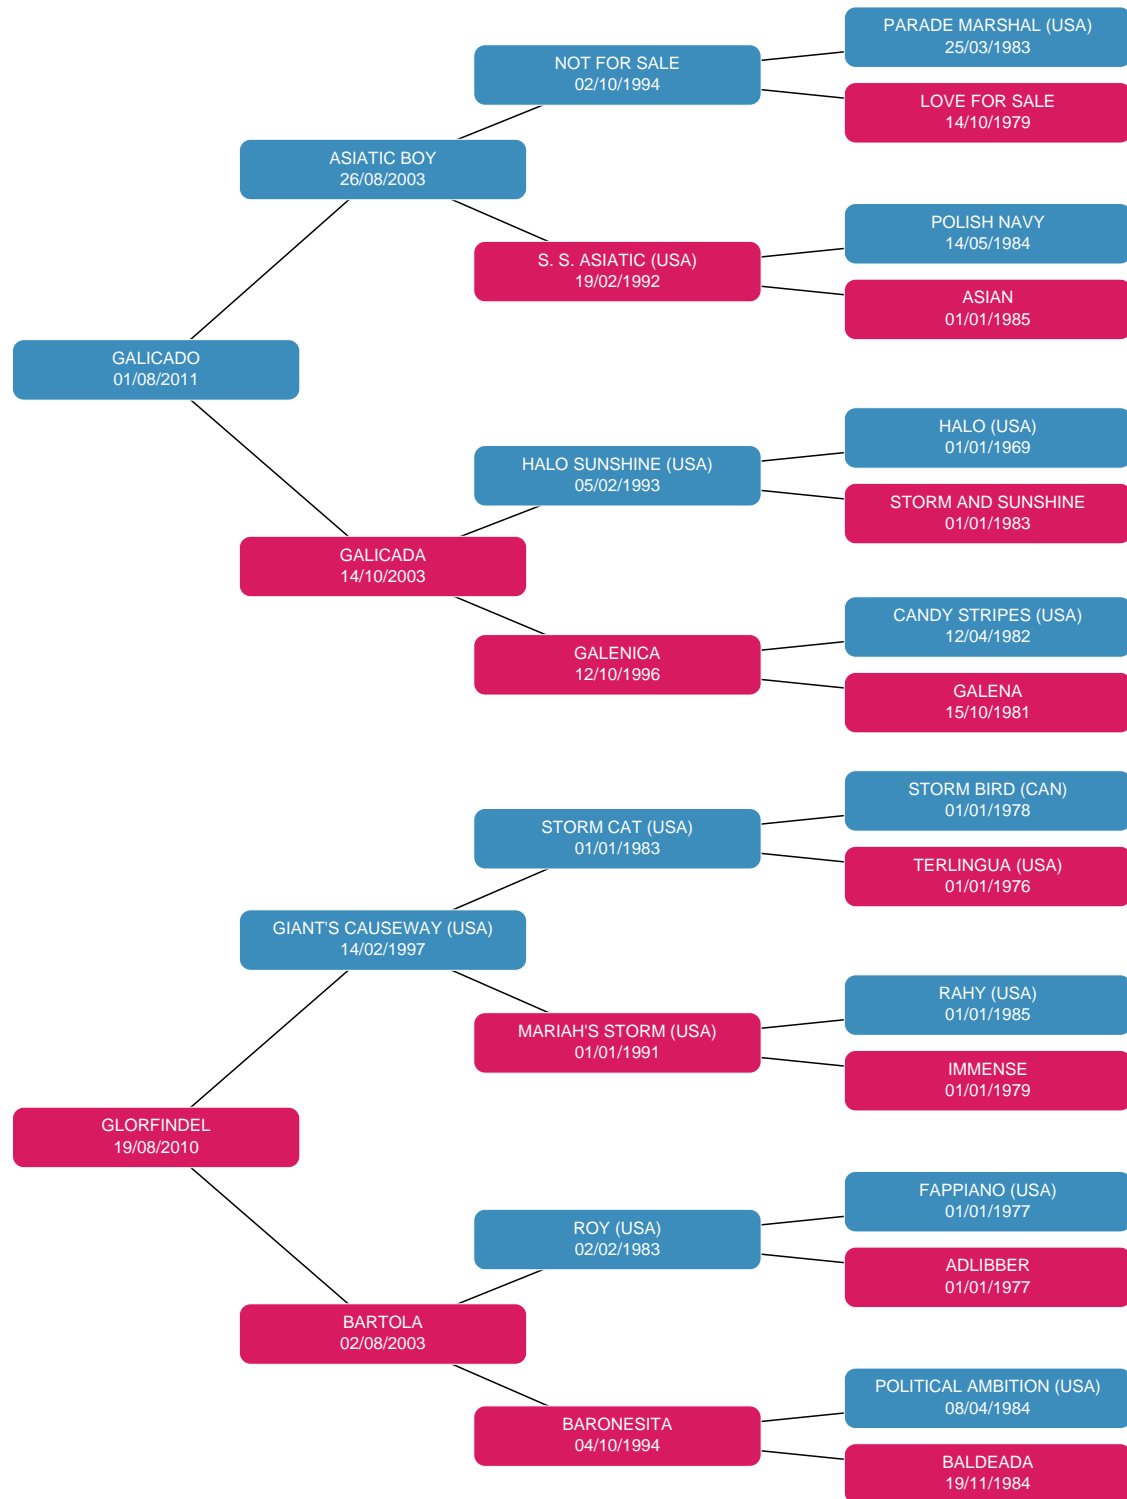 PARADE MARSHAL (USA)
25/03/1983
NOT FOR SALE
02/10/1994
LOVE FOR SALE
14/10/1979
ASIATIC BOY
26/08/2003
POLISH NAVY
14/05/1984
S. S. ASIATIC (USA)
19/02/1992
ASIAN
01/01/1985
GALICADO
01/08/2011
HALO (USA)
01/01/1969
HALO SUNSHINE (USA)
05/02/1993
STORM AND SUNSHINE
01/01/1983
GALICADA
14/10/2003
CANDY STRIPES (USA)
12/04/1982
GALENICA
12/10/1996
GALENA
15/10/1981
STORM BIRD (CAN)
01/01/1978
STORM CAT (USA)
01/01/1983
TERLINGUA (USA)
01/01/1976
GIANT'S CAUSEWAY (USA)
14/02/1997
RAHY (USA)
01/01/1985
MARIAH'S STORM (USA)
01/01/1991
IMMENSE
01/01/1979
GLORFINDEL
19/08/2010
FAPPIANO (USA)
01/01/1977
ROY (USA)
02/02/1983
ADLIBBER
01/01/1977
BARTOLA
02/08/2003
POLITICAL AMBITION (USA)
08/04/1984
BARONESITA
04/10/1994
BALDEADA
19/11/1984